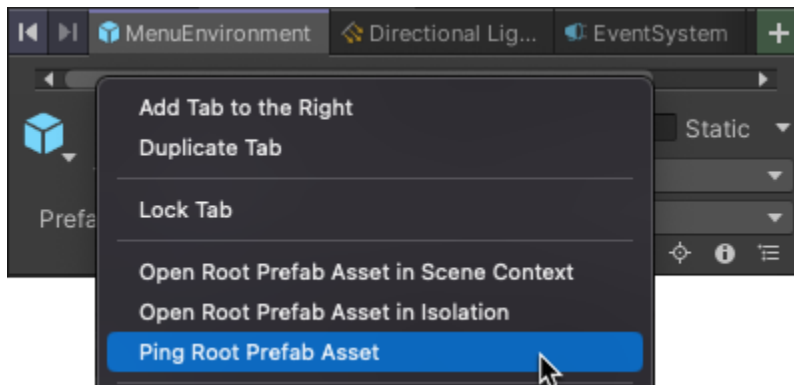 MenuEnvironment Directional Lig... EventSystem
Add Tab to the Right
Static
Duplicate Tab
Lock Tab
Prefa
Open Root Prefab Asset in Scene Context
Open Root Prefab Asset in Isolation
Ping Root Prefab Asset